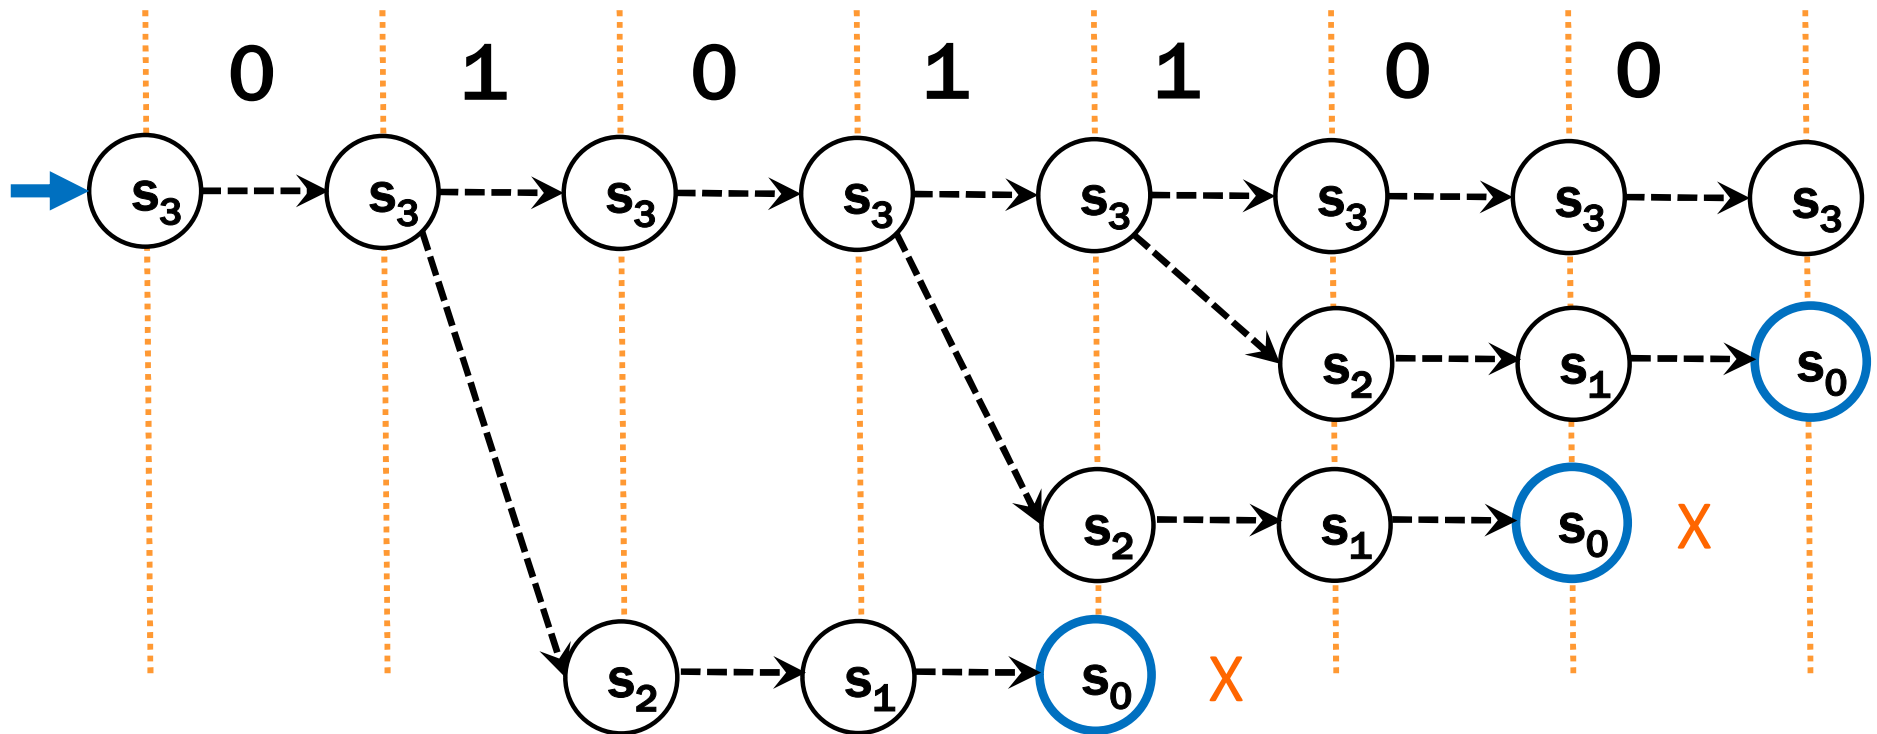 0 1 0 1 1 0 0
s₃ s₃ s₃ s₃ s₃ s₃ s₃ s₃
s₂ s₁ s₀
s₂ s₁ s₀ X
s₂ s₁ s₀ X